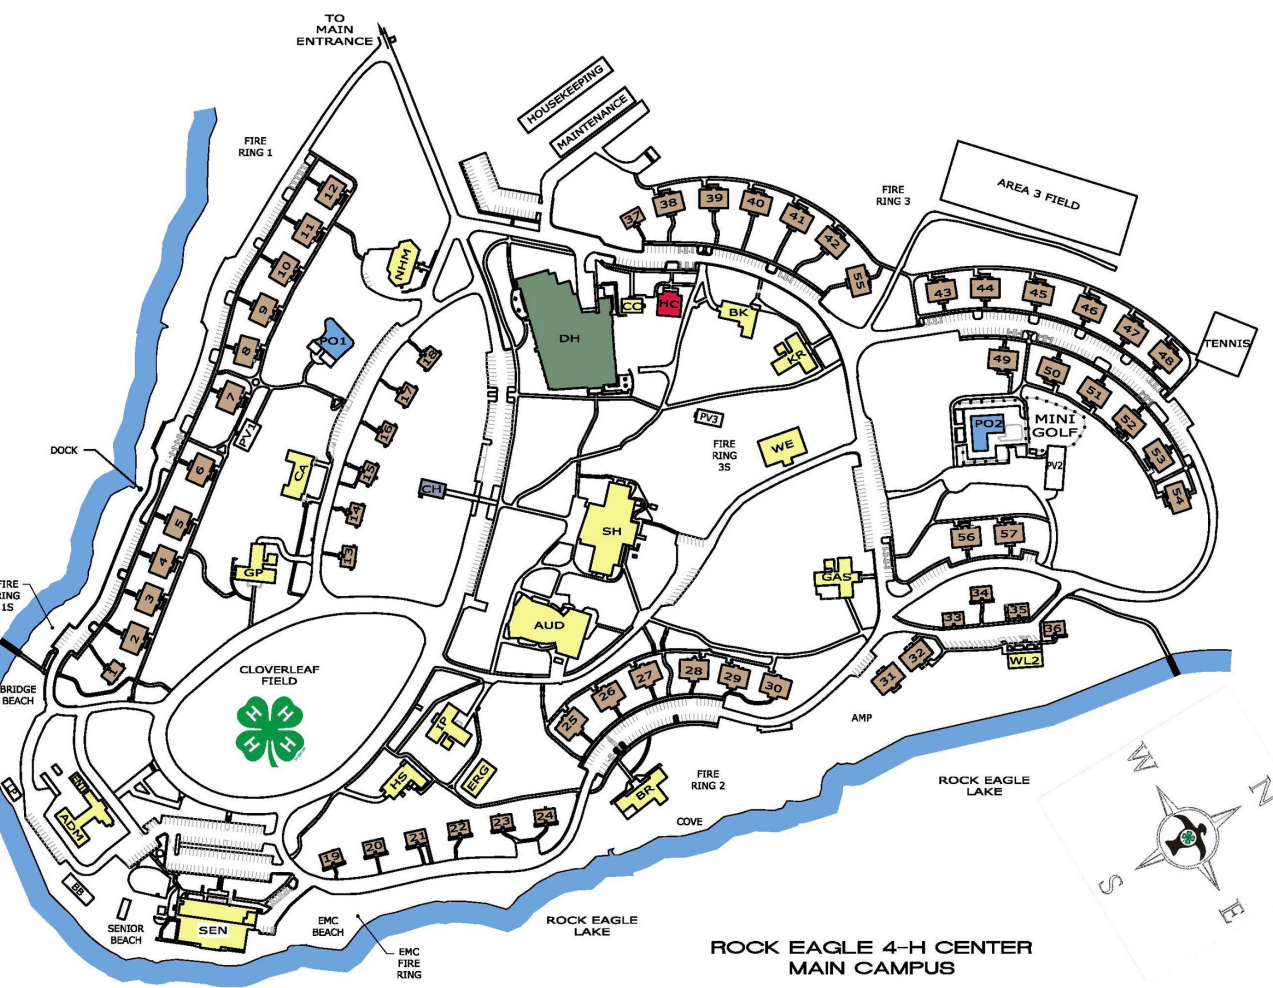 TO
MAIN
ENTRANCE
HOUSEKEEPING
MAINTENANCE
FIRE
RING 1
FIRE
RING 3
AREA 3 FIELD
12
11
10
9
8
7
6
5
4
3
2
1
NHM
PO1
PV1
CA
GP
18
17
16
15
14
13
CH
DH
CC
HC
BK
KR
37
38
39
40
41
42
55
43
44
45
46
47
48
TENNIS
49
50
51
52
53
54
PO2
MINI
GOLF
PV2
PV3
FIRE
RING
3S
WE
SH
AUD
GAS
56
57
34
33
35
36
WL2
32
31
DOCK
FIRE
RING
1S
BRIDGE
BEACH
CLOVERLEAF
FIELD
H H
H H
25
26
27
28
29
30
AMP
IP
HS
ERG
BR
FIRE
RING 2
COVE
19
20
21
22
23
24
ADM
BB
SEN
SENIOR
BEACH
EMC
BEACH
EMC
FIRE
RING
ROCK EAGLE
LAKE
ROCK EAGLE
LAKE
W
N
S
E
ROCK EAGLE 4-H CENTER
MAIN CAMPUS